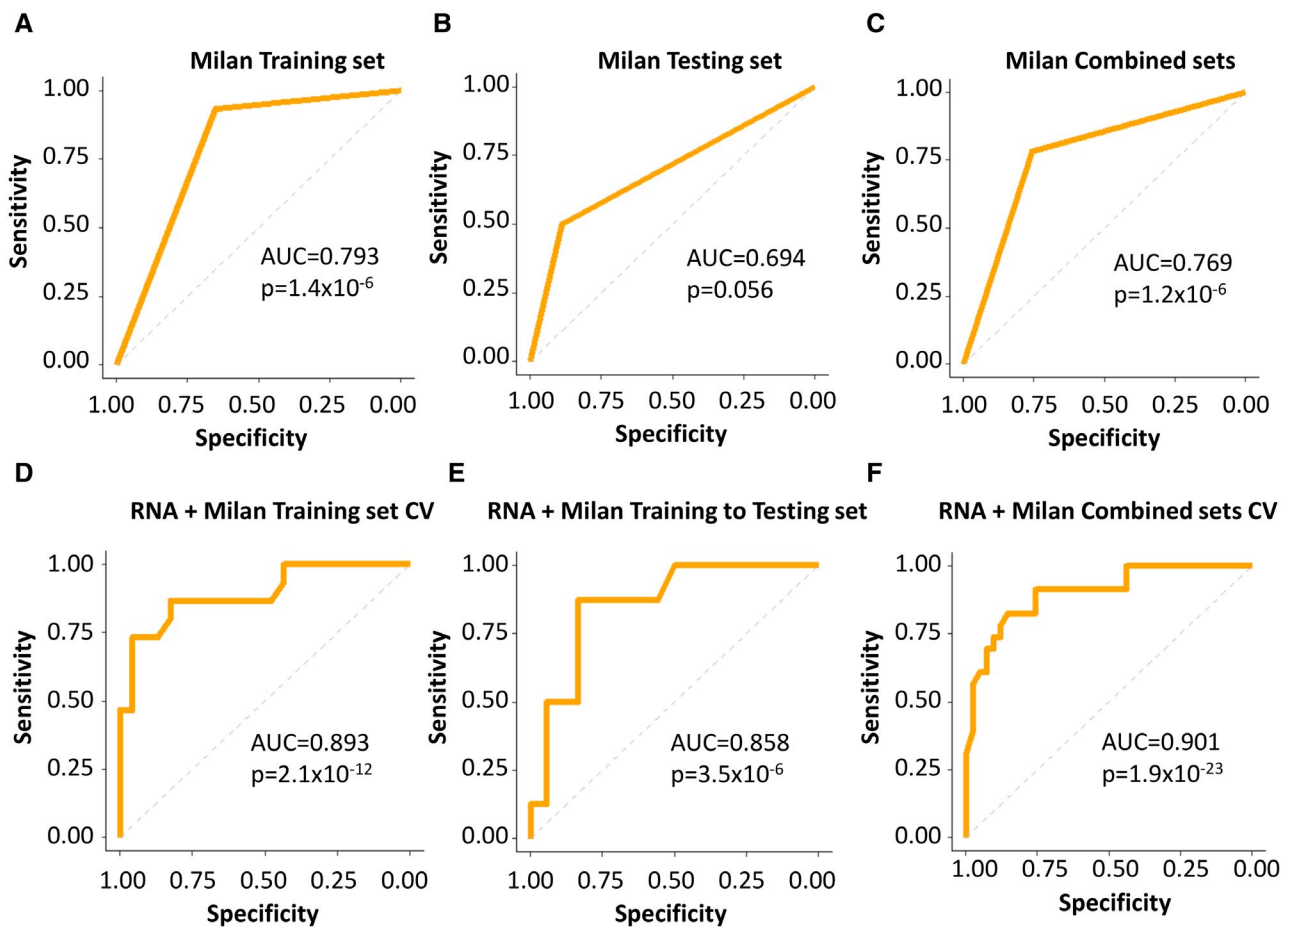 A
Milan Training set
1.00
0.75
0.50
0.25
0.00
Sensitivity
AUC=0.793
p=1.4x10-6
1.00 0.75 0.50 0.25 0.00
Specificity
B
Milan Testing set
1.00
0.75
0.50
0.25
0.00
Sensitivity
AUC=0.694
p=0.056
1.00 0.75 0.50 0.25 0.00
Specificity
C
Milan Combined sets
1.00
0.75
0.50
0.25
0.00
Sensitivity
AUC=0.769
p=1.2x10-6
1.00 0.75 0.50 0.25 0.00
Specificity
D
RNA + Milan Training set CV
1.00
0.75
0.50
0.25
0.00
Sensitivity
AUC=0.893
p=2.1x10-12
1.00 0.75 0.50 0.25 0.00
Specificity
E
RNA + Milan Training to Testing set
1.00
0.75
0.50
0.25
0.00
Sensitivity
AUC=0.858
p=3.5x10-6
1.00 0.75 0.50 0.25 0.00
Specificity
F
RNA + Milan Combined sets CV
1.00
0.75
0.50
0.25
0.00
Sensitivity
AUC=0.901
p=1.9x10-23
1.00 0.75 0.50 0.25 0.00
Specificity